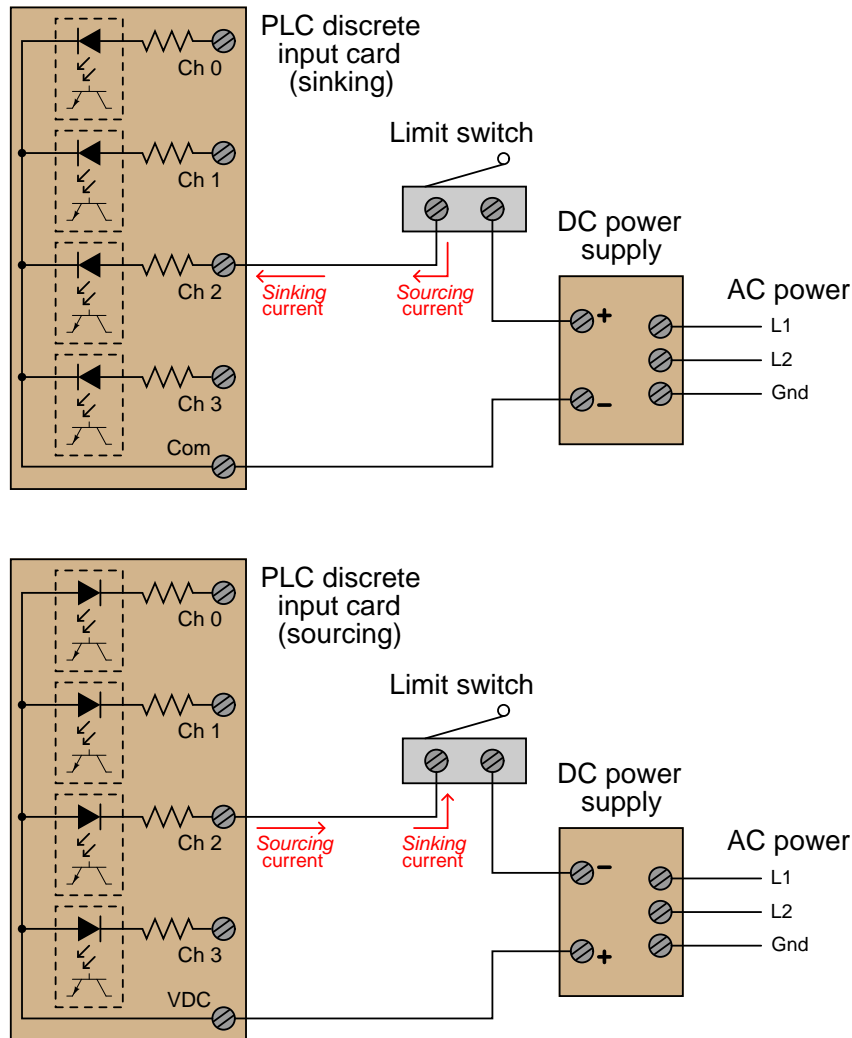 PLC discrete
input card
(sinking)
Ch 0
Ch 1
Limit switch
Ch 2
Sinking
current
Sourcing
current
DC power
supply
+
−
AC power
L1
L2
Gnd
Ch 3
Com
PLC discrete
input card
(sourcing)
Ch 0
Ch 1
Limit switch
Ch 2
Sourcing
current
Sinking
current
DC power
supply
−
+
AC power
L1
L2
Gnd
Ch 3
VDC